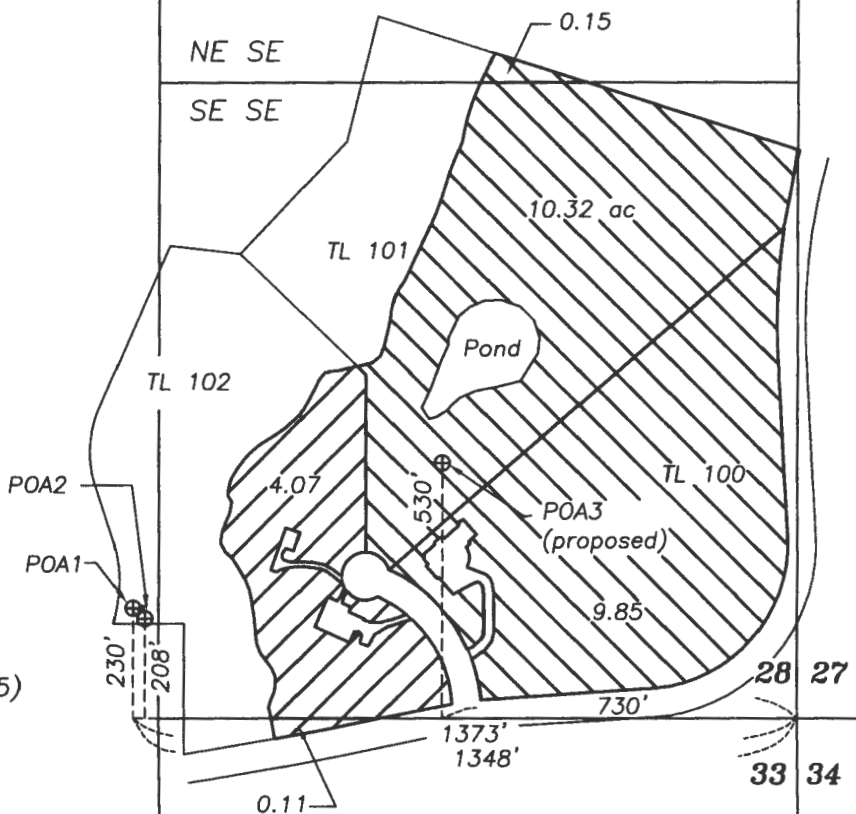 0.15
NE SE
SE SE
10.32 ac
TL 101
Pond
TL 102
TL 100
POA2
4.07
530'
POA3
(proposed)
POA1
9.85
230'
208'
5)
28 27
730'
1373'
1348'
33 34
0.11